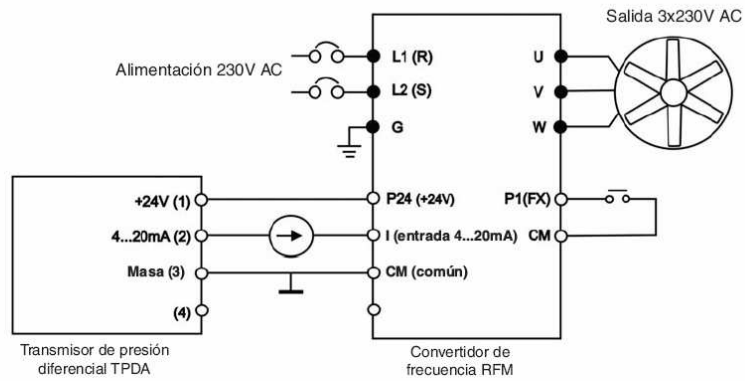 Salida 3x230V AC
Alimentación 230V AC
L1 (R)
L2 (S)
G
U
V
W
+24V (1)
4...20mA (2)
Masa (3)
(4)
P24 (+24V)
I (entrada 4...20mA)
CM (común)
P1(FX)
CM
Transmisor de presión
diferencial TPDA
Convertidor de
frecuencia RFM